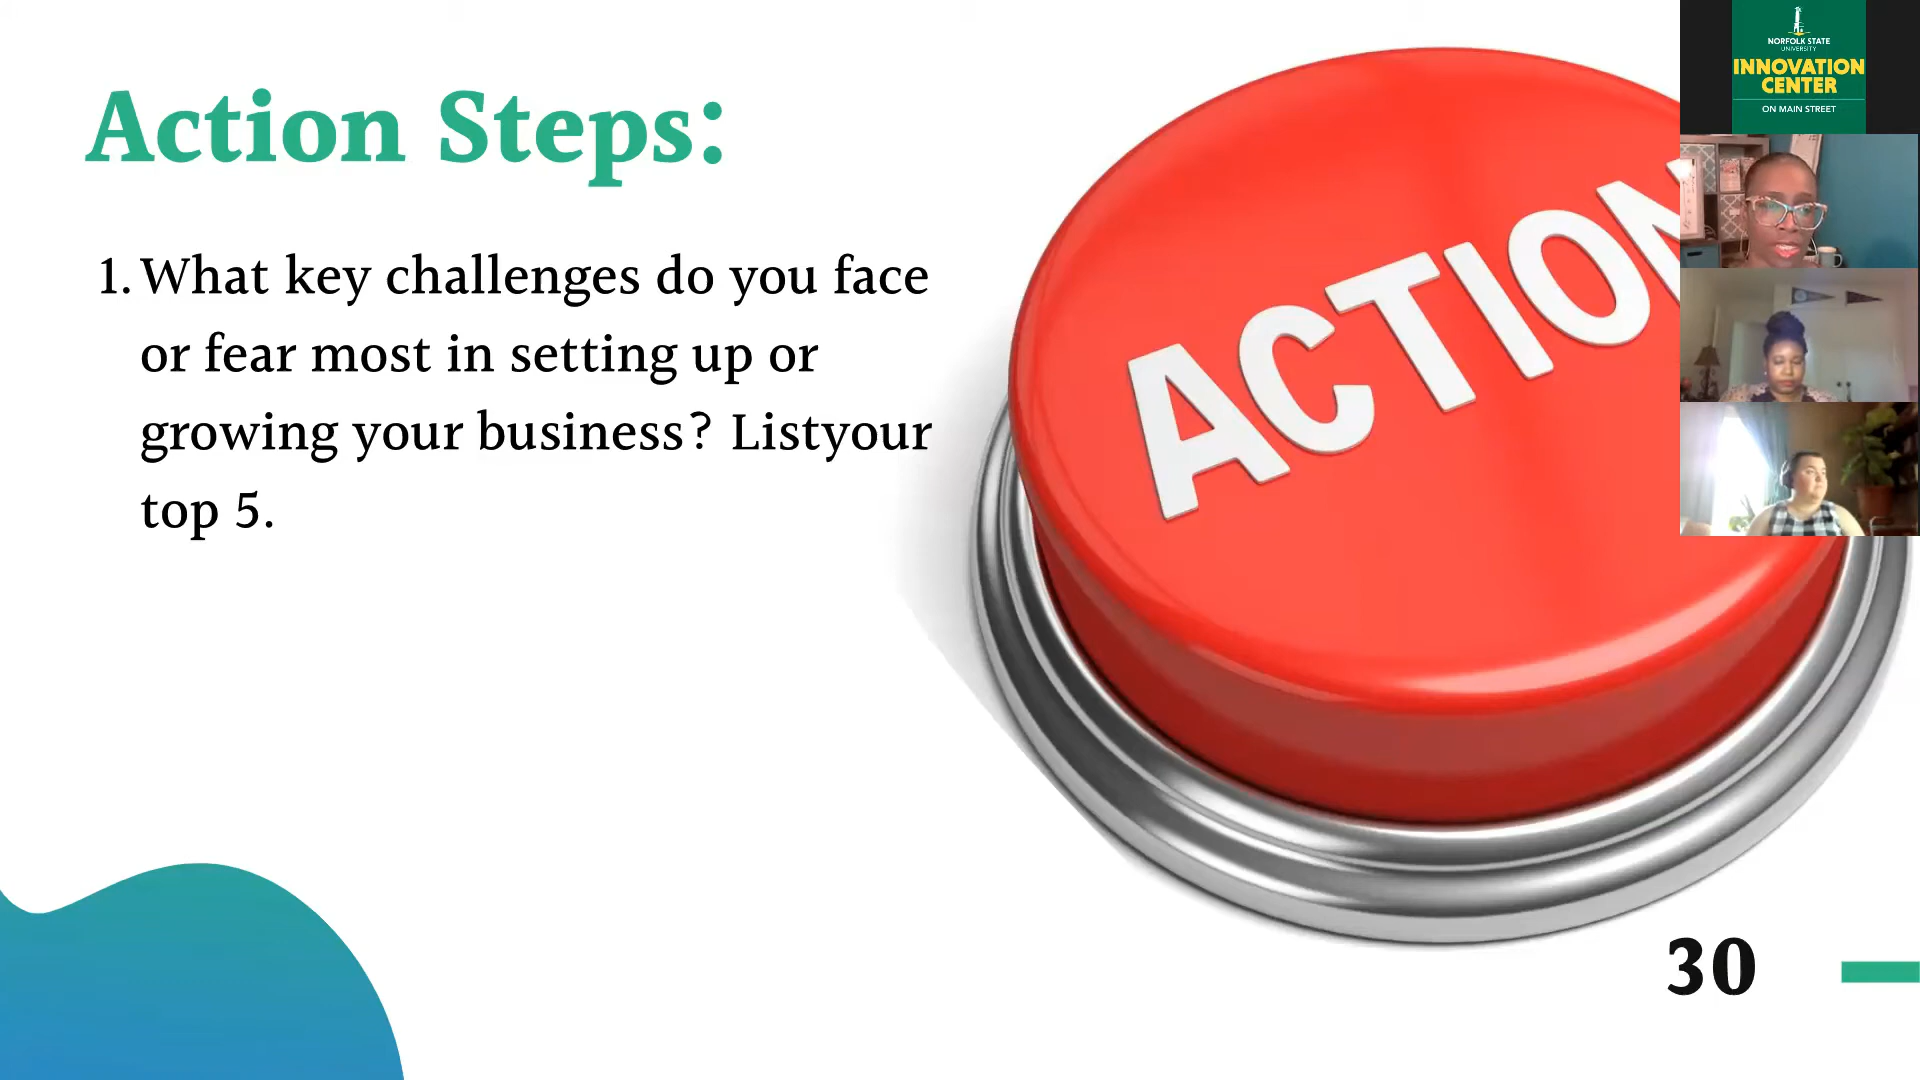 Action Steps:
1. What key challenges do you face
or fear most in setting up or
growing your business? Listyour
top 5.
ACTION
NORFOLK STATE
UNIVERSITY
INNOVATION
CENTER
ON MAIN STREET
30